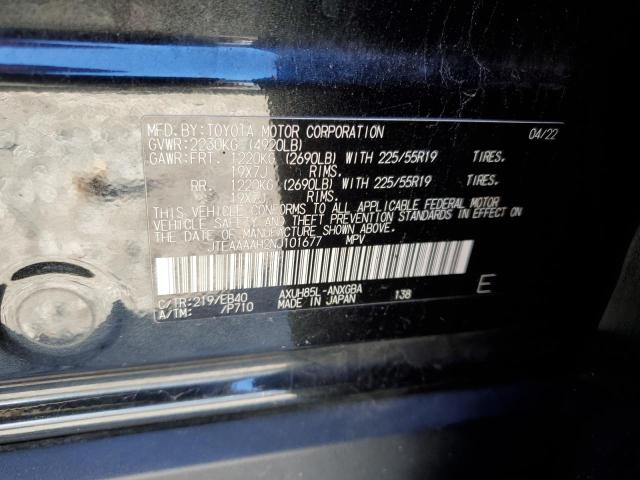 MFD. BY: TOYOTA MOTOR CORPORATION 04/22
GVWR: 2230KG (4920LB)
GAWR: FRT. 1220KG (2690LB) WITH 225/55R19 TIRES.
19X7J RIMS.
RR. 1220KG (2690LB) WITH 225/55R19 TIRES.
19X7J RIMS.
THIS VEHICLE CONFORMS TO ALL APPLICABLE FEDERAL MOTOR
VEHICLE SAFETY AND THEFT PREVENTION STANDARDS IN EFFECT ON
THE DATE OF MANUFACTURE SHOWN ABOVE.
JTEAAAAH2NJ101677 MPV
C/TR: 219/EB40 AXUH85L-ANXGBA
A/TM: /P710 MADE IN JAPAN 138 E